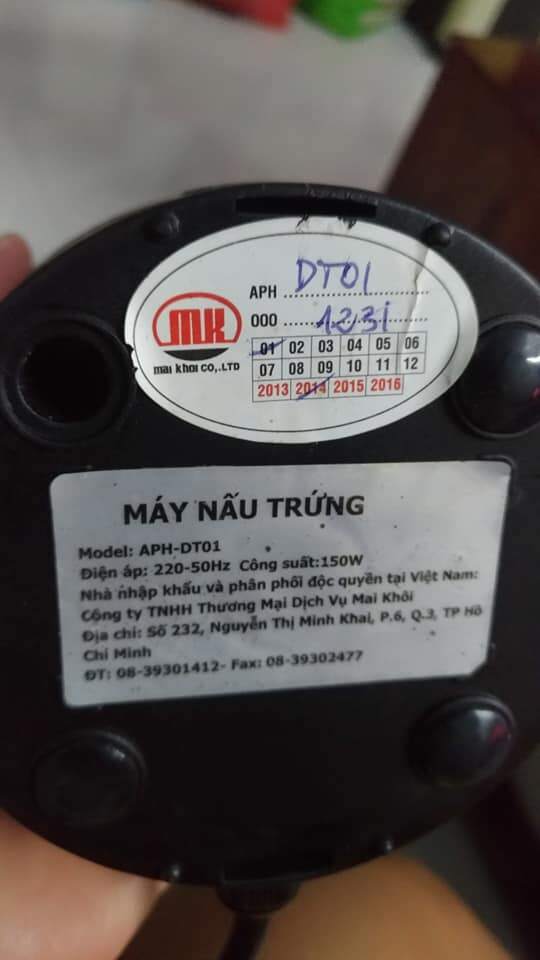 APH ............ DT01
000 ............ 1231
MK
mai khoi CO,.LTD
01 02 03 04 05 06
07 08 09 10 11 12
2013 2014 2015 2016
MÁY NẤU TRỨNG
Model: APH-DT01
Điện áp: 220-50Hz Công suất:150W
Nhà nhập khẩu và phân phối độc quyền tại Việt Nam:
Công ty TNHH Thương Mại Dịch Vụ Mai Khôi
Địa chỉ: Số 232, Nguyễn Thị Minh Khai, P.6, Q.3, TP Hồ
Chí Minh
ĐT: 08-39301412- Fax: 08-39302477